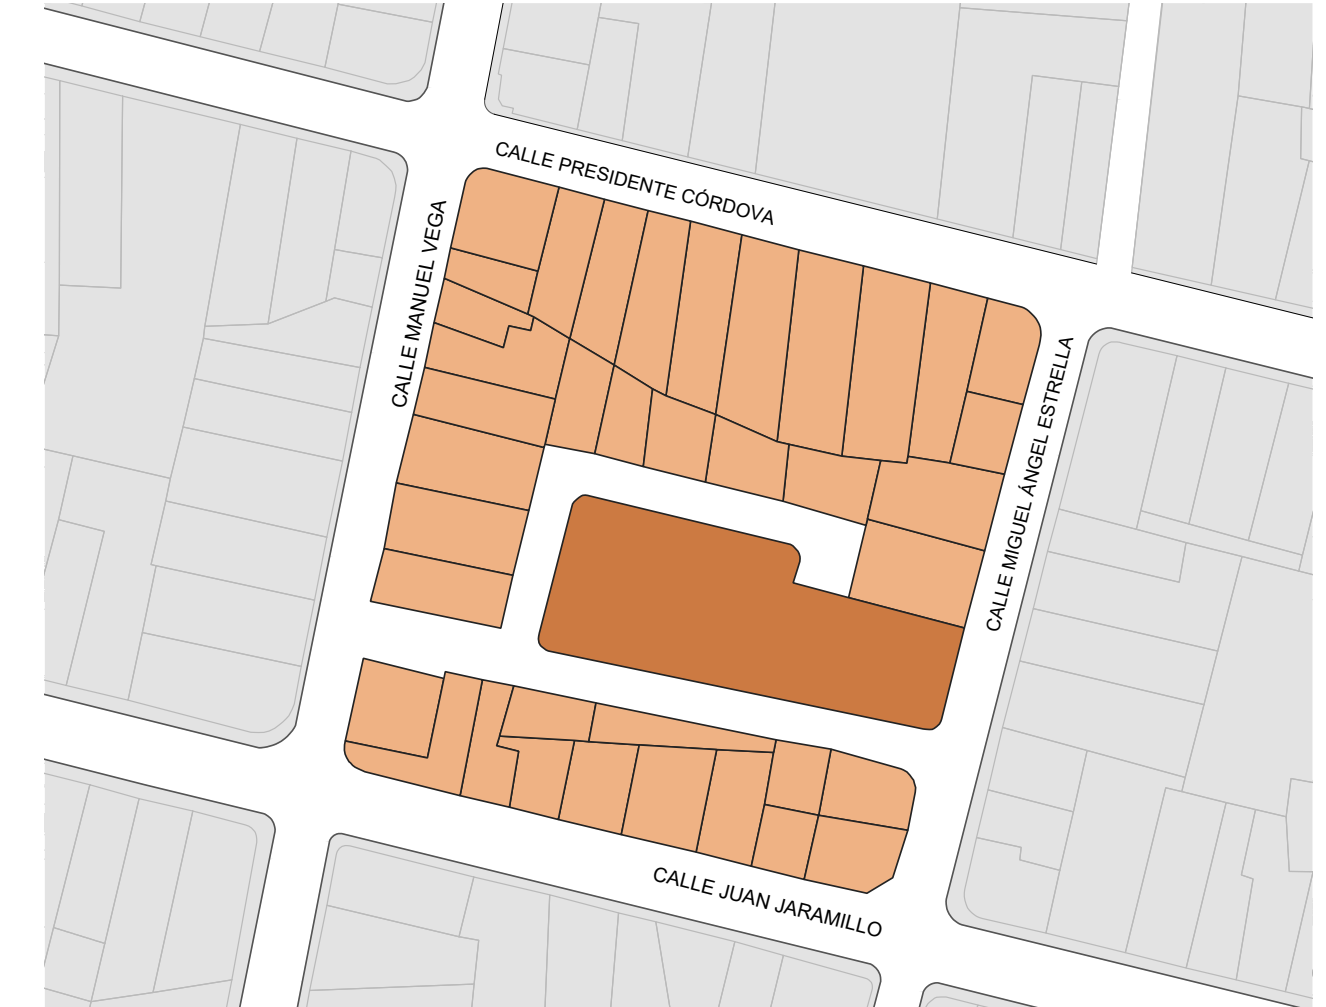 CALLE PRESIDENTE CÓRDOVA
CALLE MANUEL VEGA
CALLE MIGUEL ÁNGEL ESTRELLA
CALLE JUAN JARAMILLO